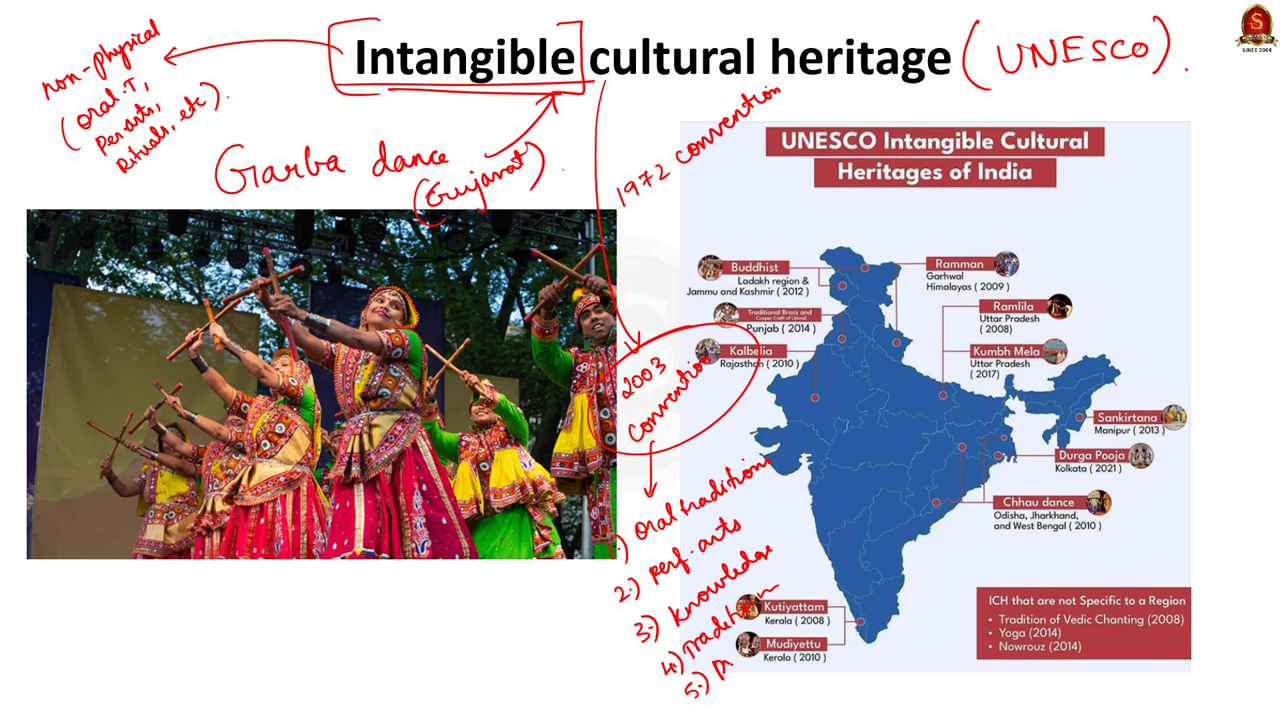 Intangible cultural heritage (UNESCO).
SINCE 2004
non-physical
(oral.T,
Per arts,
Rituals, etc).
Garba dance
(Gujarat)
1972 convention
2003
convention
1.) oral tradition
2.) perf. arts
3.) knowledge
4.) Tradition
5.)
UNESCO Intangible Cultural
Heritages of India
Buddhist
Ladakh region &
Jammu and Kashmir ( 2012)
Traditional Brass and
Copper Craft of Utensil
Punjab ( 2014)
Kalbelia
Rajasthan ( 2010)
Ramman
Garhwal
Himalayas ( 2009)
Ramlila
Uttar Pradesh
(2008)
Kumbh Mela
Uttar Pradesh
( 2017)
Sankirtana
Manipur ( 2013)
Durga Pooja
Kolkata ( 2021)
Chhau dance
Odisha, Jharkhand,
and West Bengal ( 2010)
Kutiyattam
Kerala ( 2008)
Mudiyettu
Kerala ( 2010)
ICH that are not Specific to a Region
• Tradition of Vedic Chanting (2008)
• Yoga (2014)
• Nowrouz (2014)